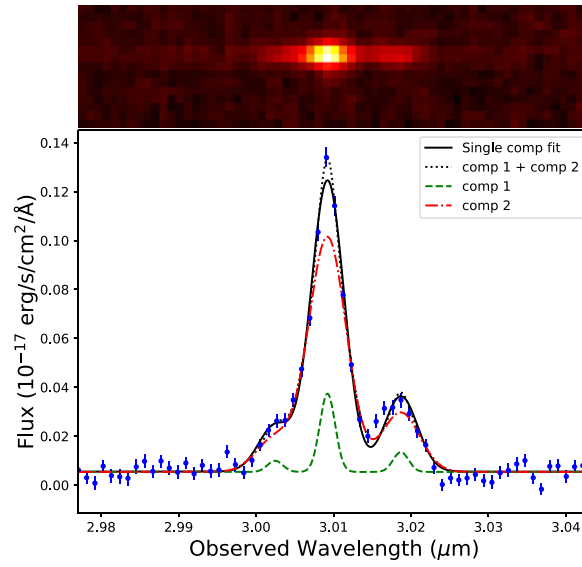 0.14
0.12
0.10
0.08
0.06
0.04
0.02
0.00
Flux (10⁻¹⁷ erg/s/cm²/Å)
Single comp fit
comp 1 + comp 2
comp 1
comp 2
2.98 2.99 3.00 3.01 3.02 3.03 3.04
Observed Wavelength (μm)